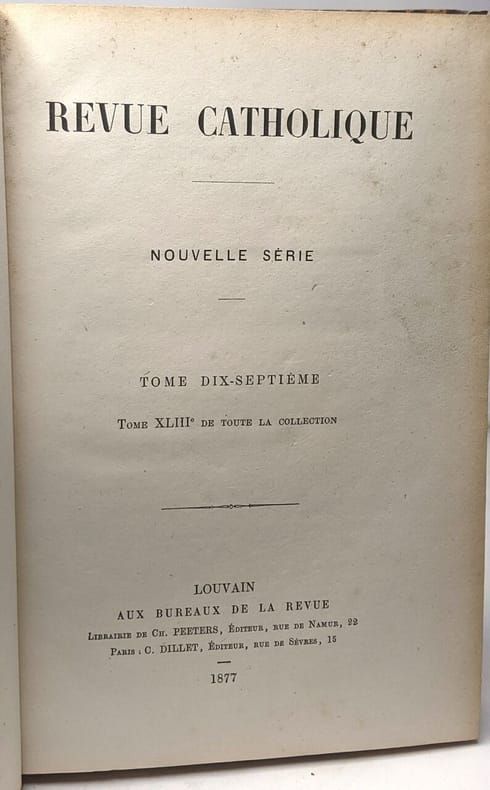 REVUE CATHOLIQUE
NOUVELLE SÉRIE
TOME DIX-SEPTIÈME
TOME XLIIIe DE TOUTE LA COLLECTION
LOUVAIN
AUX BUREAUX DE LA REVUE
LIBRAIRIE DE CH. PEETERS, ÉDITEUR, RUE DE NAMUR, 22
PARIS : C. DILLET, ÉDITEUR, RUE DE SÈVRES, 15
1877